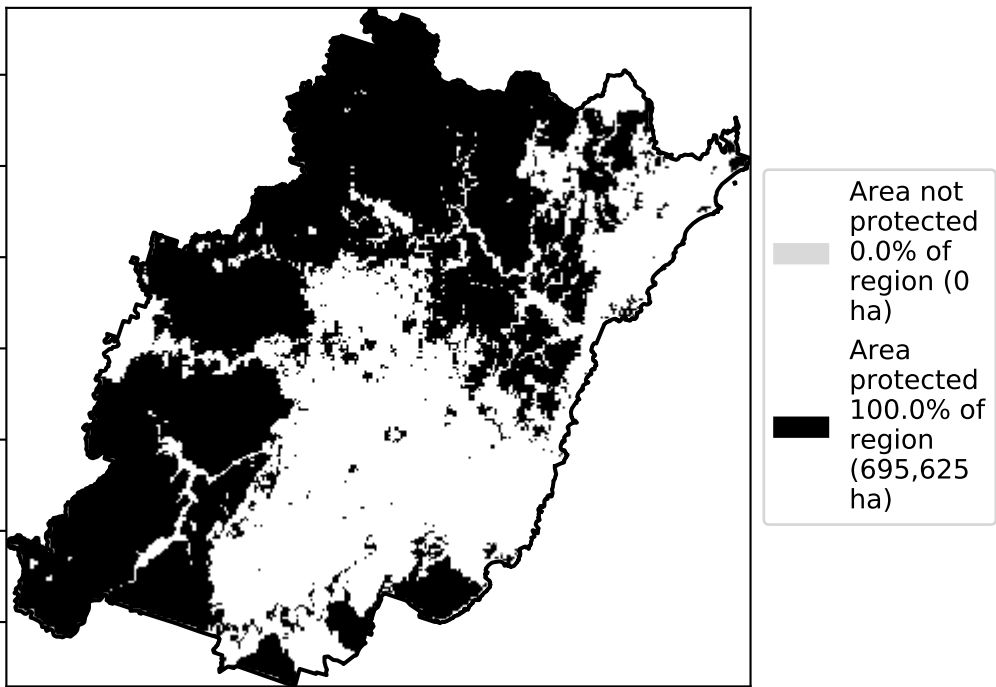 Area not
protected
0.0% of
region (0
ha)
Area
protected
100.0% of
region
(695,625
ha)